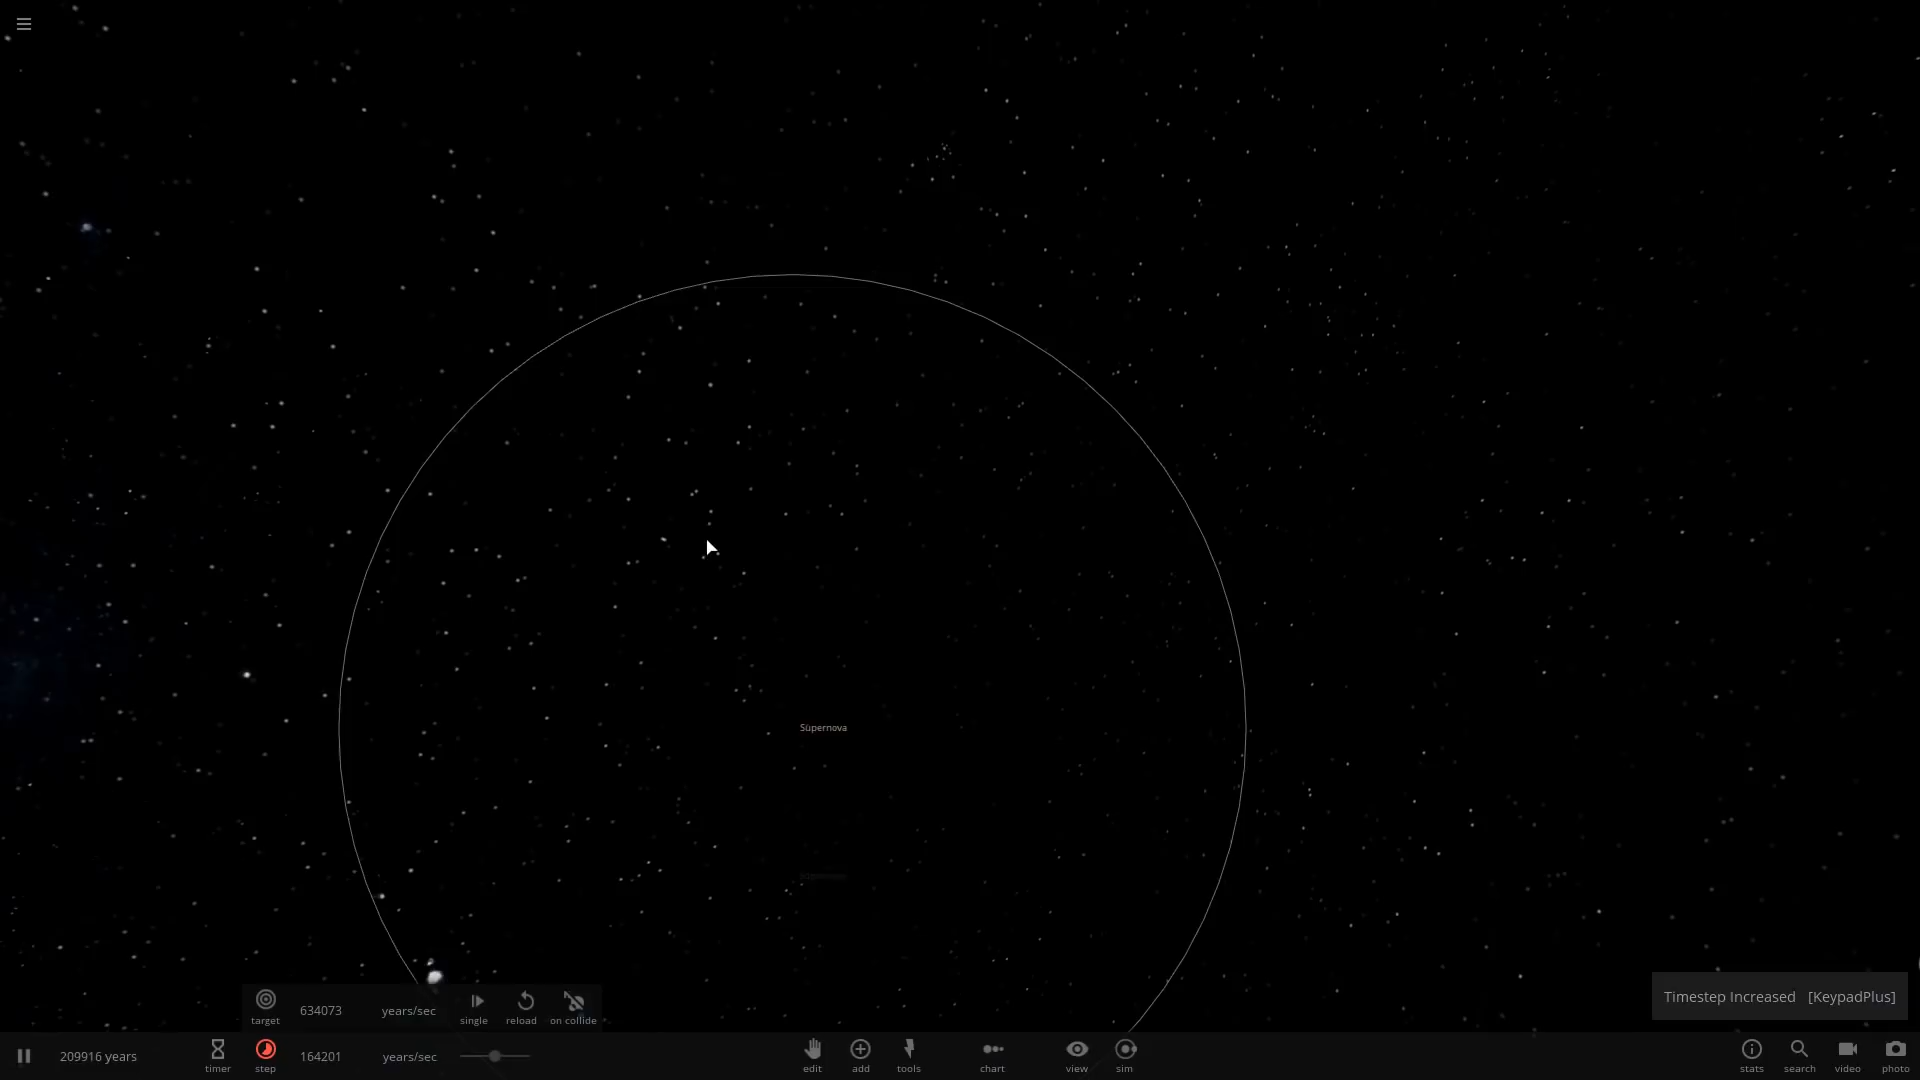 Supernova
Supernova
634073 years/sec
target single reload on collide
Timestep Increased [KeypadPlus]
209916 years 164201 years/sec
timer step edit add tools chart view sim stats search video photo